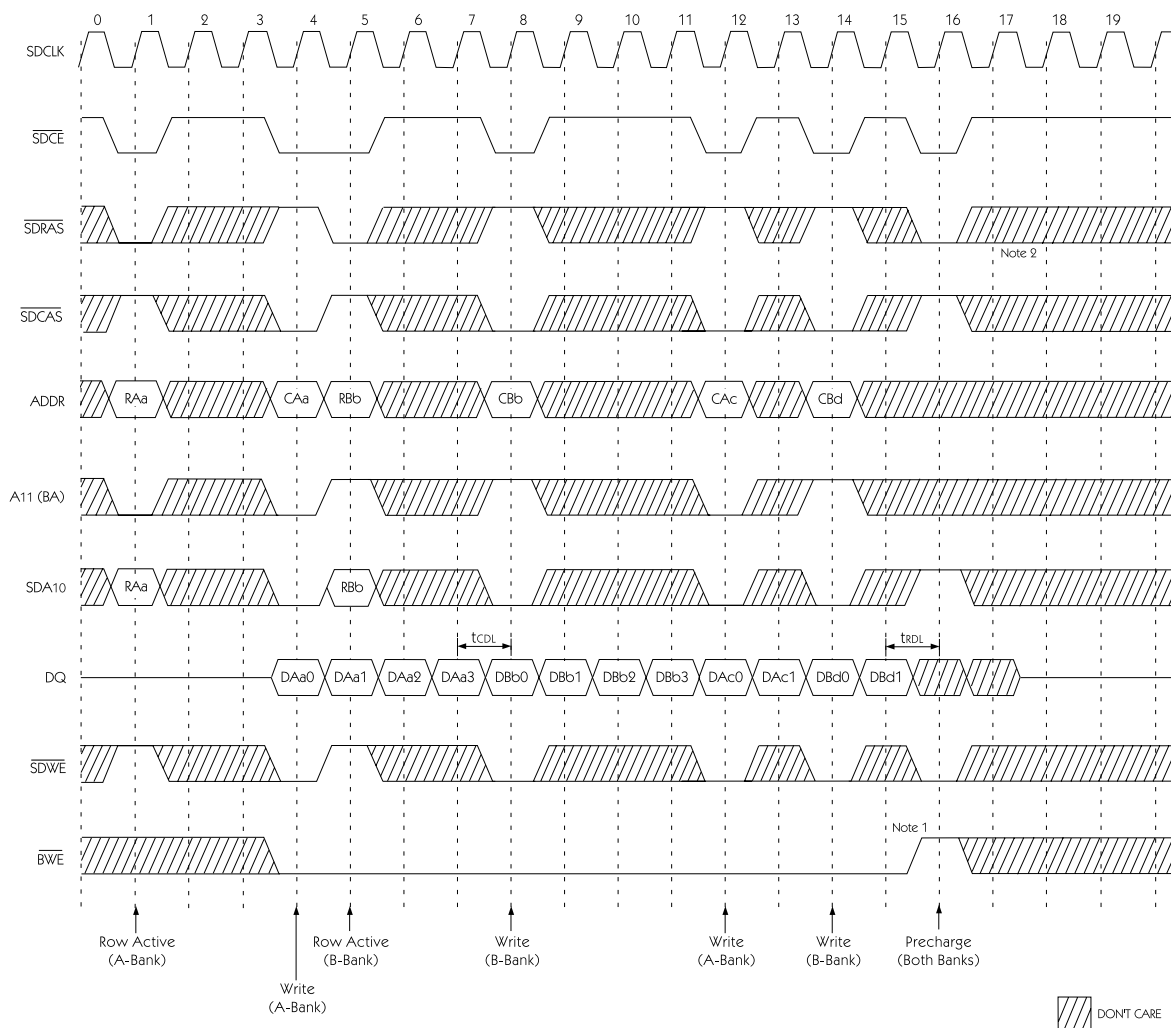 0 1 2 3 4 5 6 7 8 9 10 11 12 13 14 15 16 17 18 19
SDCLK
SDCE
SDRAS
Note 2
SDCAS
ADDR RAa CAa RBb CBb CAc CBd
A11 (BA)
SDA10 RAa RBb
tCDL tRDL
DQ DAa0 DAa1 DAa2 DAa3 DBb0 DBb1 DBb2 DBb3 DAc0 DAc1 DBd0 DBd1
SDWE
Note 1
BWE
Row Active
(A-Bank)
Write
(A-Bank)
Row Active
(B-Bank)
Write
(B-Bank)
Write
(A-Bank)
Write
(B-Bank)
Precharge
(Both Banks)
DON'T CARE